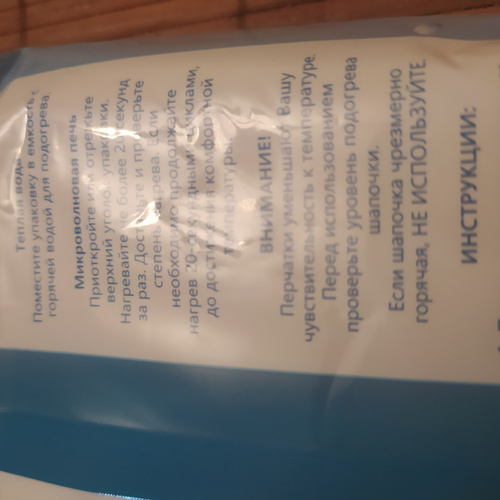 Теплая вода
Поместите упаковку в емкость с
горячей водой для подогрева
Микроволновая печь
Приоткройте или отрежьте
верхний уголок упаковки.
Нагревайте не более 20 секунд
за раз. Достаньте и проверьте
степень нагрева. Если
необходимо, продолжайте
нагрев 20-секундными циклами,
до достижения комфортной
температуры.
ВНИМАНИЕ!
Перчатки уменьшают Вашу
чувствительность к температуре.
Перед использованием
проверьте уровень подогрева
шапочки.
Если шапочка чрезмерно
горячая, НЕ ИСПОЛЬЗУЙТЕ
ИНСТРУКЦИИ: